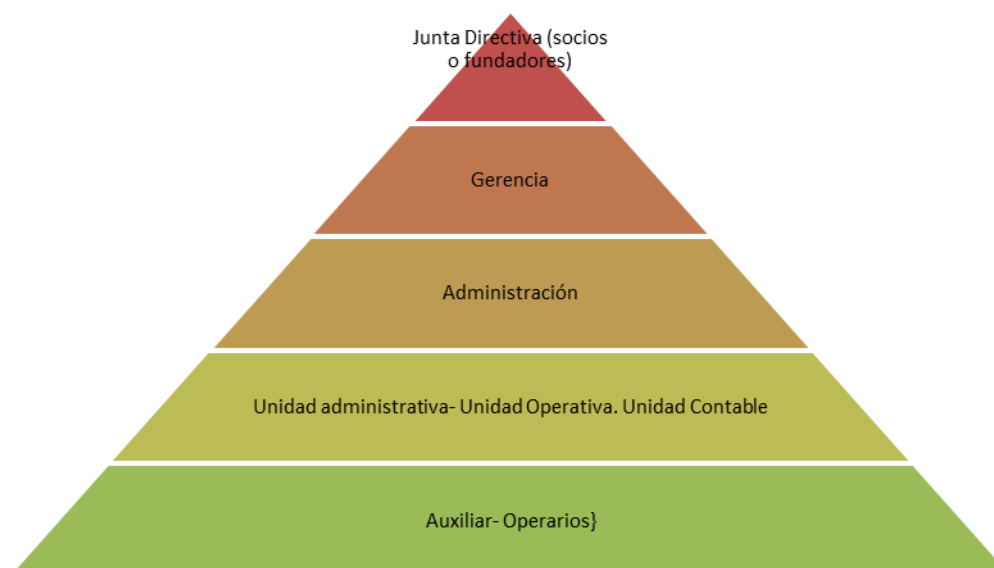 Junta Directiva (socios
o fundadores)
Gerencia
Administración
Unidad administrativa- Unidad Operativa. Unidad Contable
Auxiliar- Operarios}